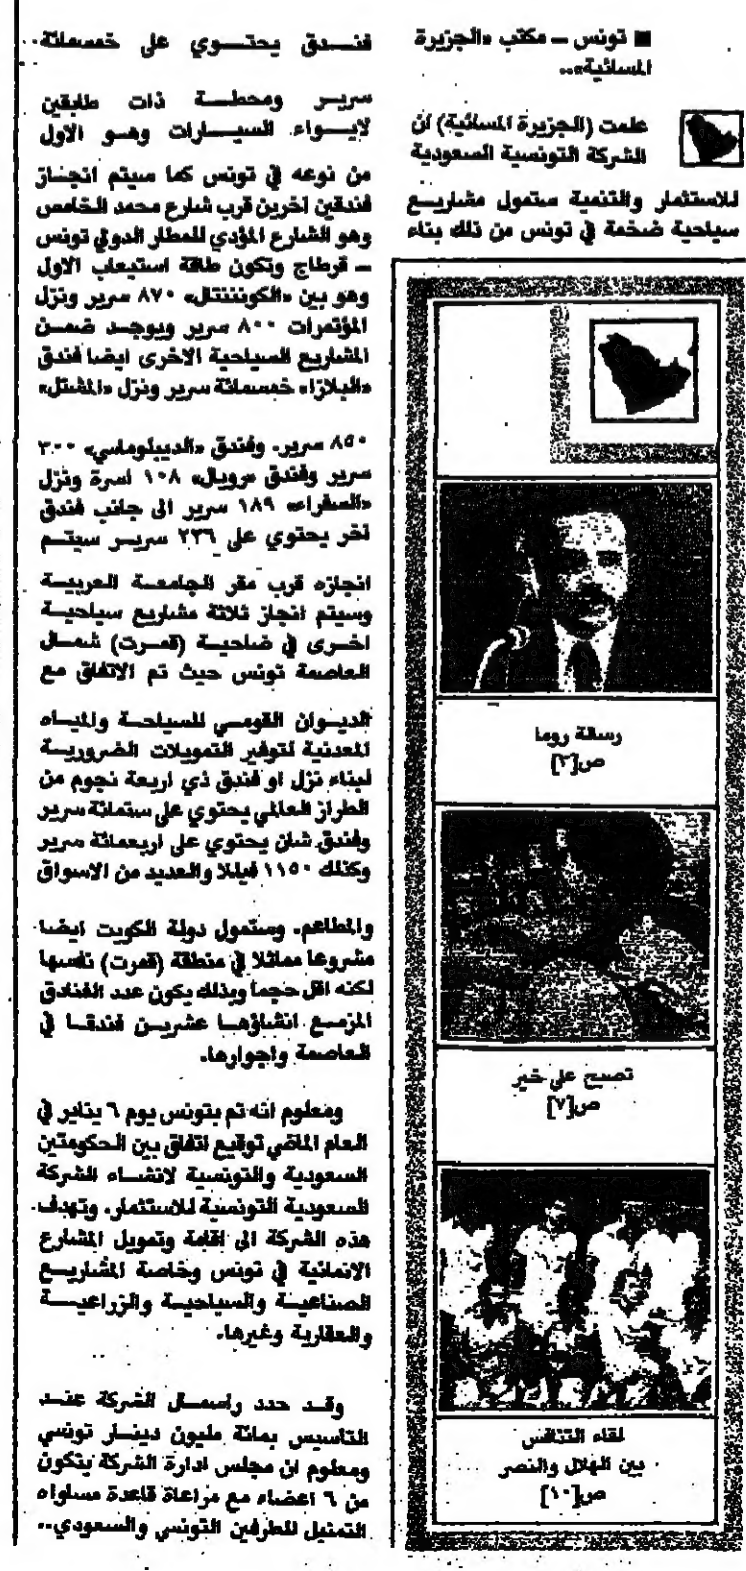 ■ تونس ـ مكتب «الجزيرة
المسائية»..
علمت (الجزيرة المسائية) ان
الشركة التونسية السعودية
للاستثمار والتنمية ستمول مشاريع
سياحية ضخمة في تونس من ذلك بناء
فندق يحتوي على خمسمائة
سرير ومحطة ذات طابقين
لايواء السيارات وهو الاول
من نوعه في تونس كما سيتم انجاز
فندقين اخرين قرب شارع محمد الخامس
وهو الشارع المؤدي للمطار الدولي تونس
ـ قرطاج وتكون طاقة استيعاب الاول
وهو بين «الكونتنتال» ٨٧٠ سرير ونزل
المؤتمرات ٨٠٠ سرير ويوجد ضمن
المشاريع السياحية الاخرى ايضا فندق
«البلازا» خمسمائة سرير ونزل «المشتل»
٨٥٠ سرير. وفندق «الديبلوماسي» ٣٠٠
سرير وفندق «رويال» ١٠٨ اسرة ونزل
«السفراء» ١٨٩ سرير الى جانب فندق
آخر يحتوي على ٢٣٦ سرير سيتم
انجازه قرب مقر الجامعة العربية
وسيتم انجاز ثلاثة مشاريع سياحية
اخرى في ضاحية (قمرت) شمال
العاصمة تونس حيث تم الاتفاق مع
الديوان القومي للسياحة والمياه
المعدنية لتوفير التمويلات الضرورية
لبناء نزل او فندق ذي اربعة نجوم من
الطراز العالمي يحتوي على ستمائة سرير
وفندق شان يحتوي على اربعمائة سرير
وكذلك ١١٥٠ فيللا والعديد من الاسواق
والمطاعم. وستمول دولة الكويت ايضا
مشروعا مماثلا في منطقة (قمرت) نفسها
لكنه اقل حجما وبذلك يكون عدد الفنادق
المزمع انشاؤها عشرين فندقا في
العاصمة واجوارها.
ومعلوم انه تم بتونس يوم ٦ يناير في
العام الماضي توقيع اتفاق بين الحكومتين
السعودية والتونسية لانشاء الشركة
السعودية التونسية للاستثمار. وتهدف
هذه الشركة الى اقامة وتمويل المشارع
الانمائية في تونس وخاصة المشاريع
الصناعية والسياحية والزراعية
والعقارية وغيرها.
وقد حدد راسمال الشركة عند
التاسيس بمائة مليون دينار تونسي
ومعلوم ان مجلس ادارة الشركة يتكون
من ٦ اعضاء مع مراعاة قاعدة مساواه
التمثيل للطرفين التونسي والسعودي..
رسالة روما
ص[٣]
تصبح على خير
ص[٧]
لقاء التنافس
بين الهلال والنصر
ص[١٠]